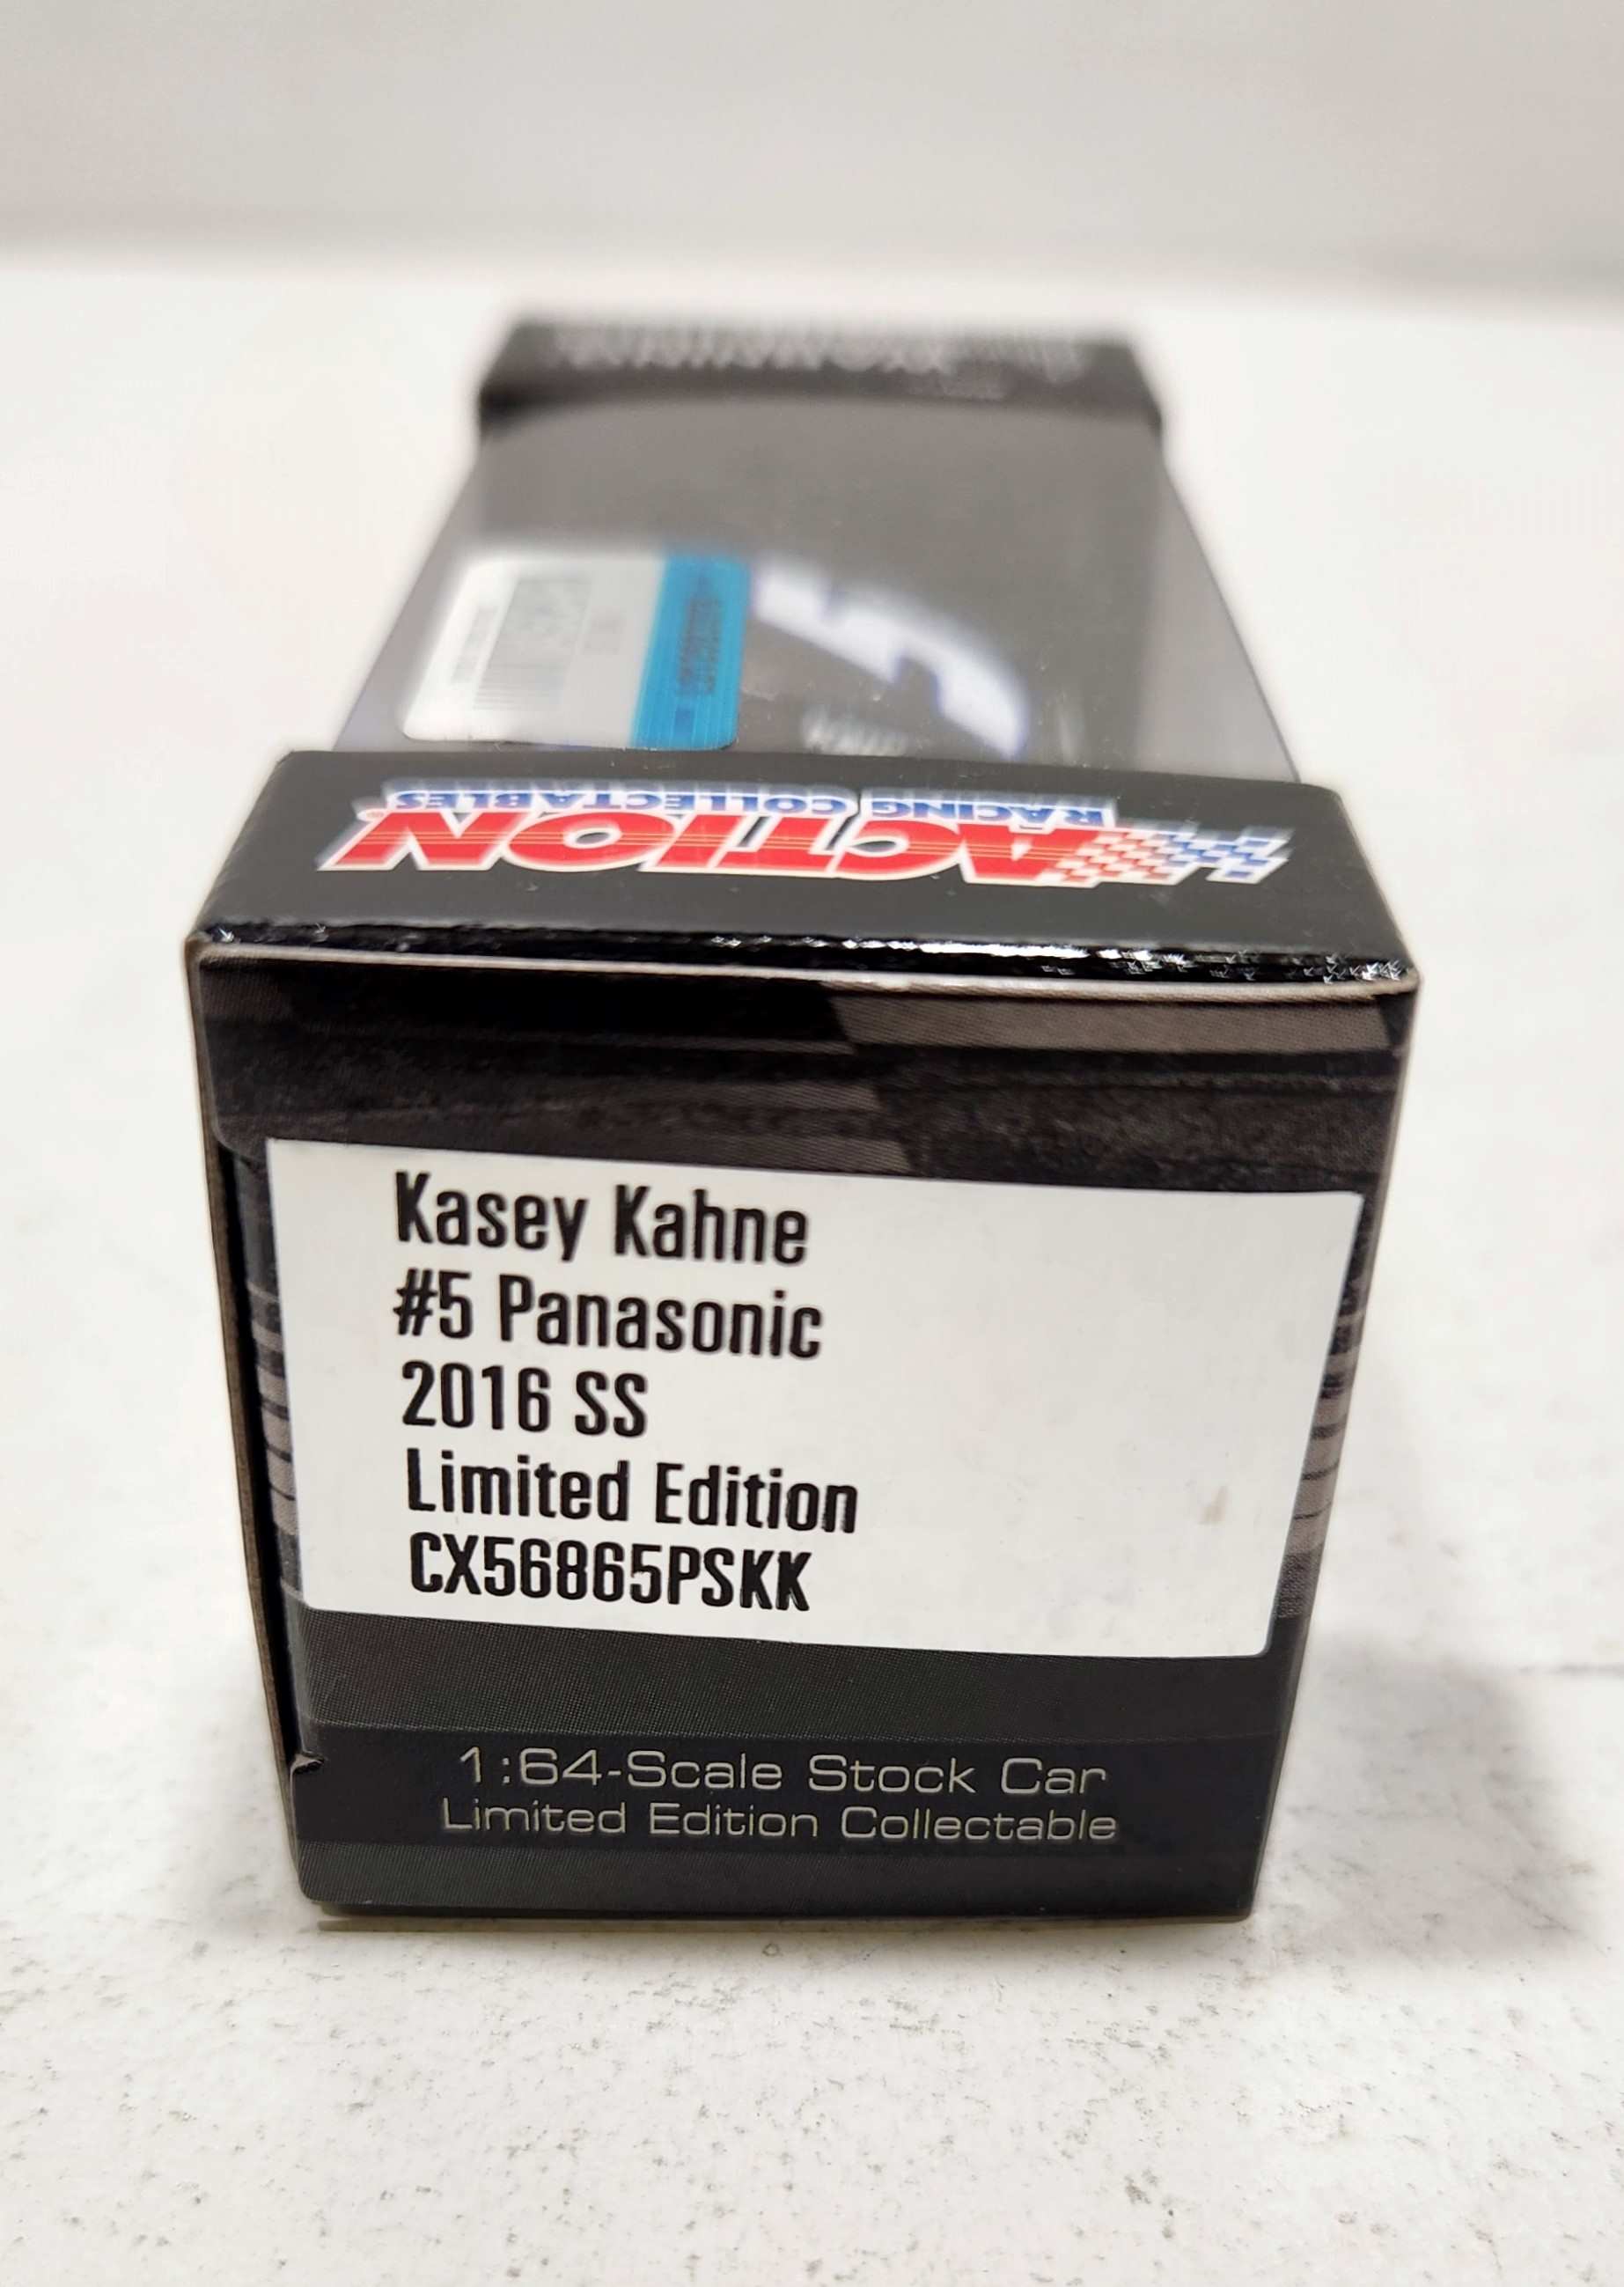 ACTION
RACING COLLECTABLES
5
Kasey Kahne
#5 Panasonic
2016 SS
Limited Edition
CX56865PSKK
1:64-Scale Stock Car
Limited Edition Collectable